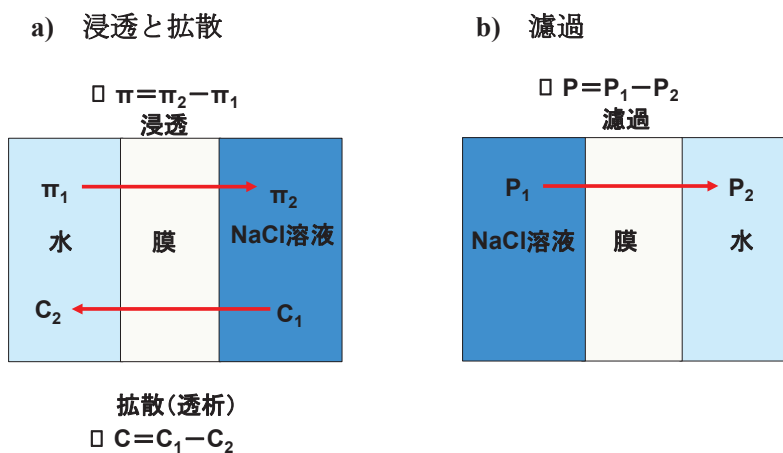 a) 浸透と拡散
□ π＝π₂－π₁
浸透
π₁
π₂
水
膜
NaCl溶液
C₂
C₁
拡散（透析）
□ C＝C₁－C₂
b) 濾過
□ P＝P₁－P₂
濾過
P₁
P₂
NaCl溶液
膜
水